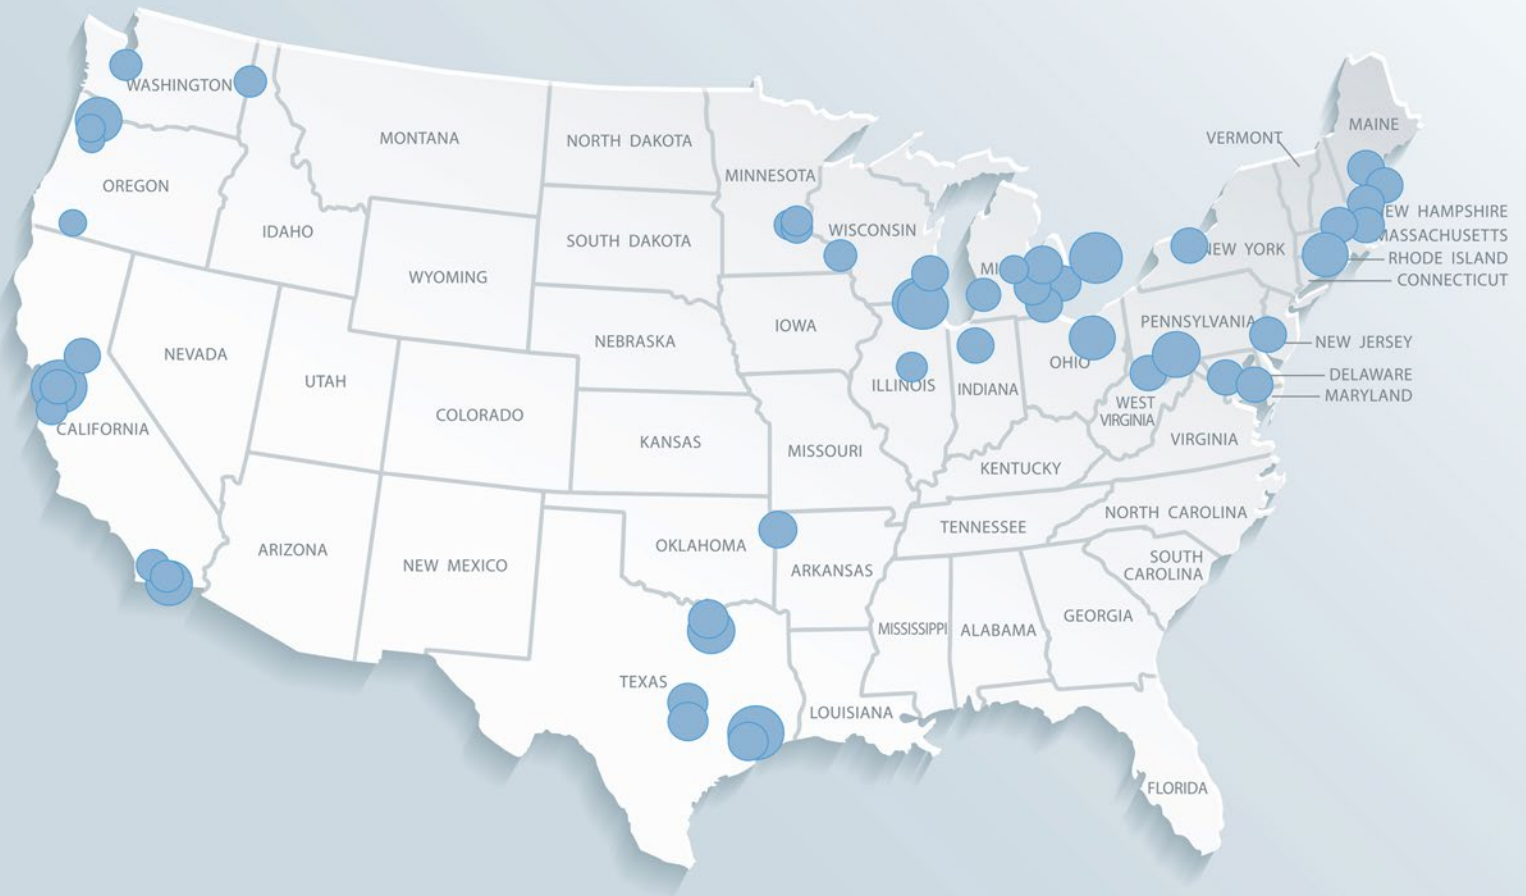 WASHINGTON
MONTANA
NORTH DAKOTA
MINNESOTA
VERMONT
MAINE
OREGON
IDAHO
WYOMING
SOUTH DAKOTA
WISCONSIN
MI
NEW YORK
EW HAMPSHIRE
MASSACHUSETTS
RHODE ISLAND
CONNECTICUT
NEVADA
UTAH
COLORADO
NEBRASKA
IOWA
ILLINOIS
INDIANA
OHIO
PENNSYLVANIA
NEW JERSEY
DELAWARE
MARYLAND
CALIFORNIA
KANSAS
MISSOURI
KENTUCKY
WEST
VIRGINIA
VIRGINIA
ARIZONA
NEW MEXICO
OKLAHOMA
ARKANSAS
TENNESSEE
NORTH CAROLINA
SOUTH
CAROLINA
TEXAS
LOUISIANA
MISSISSIPPI
ALABAMA
GEORGIA
FLORIDA